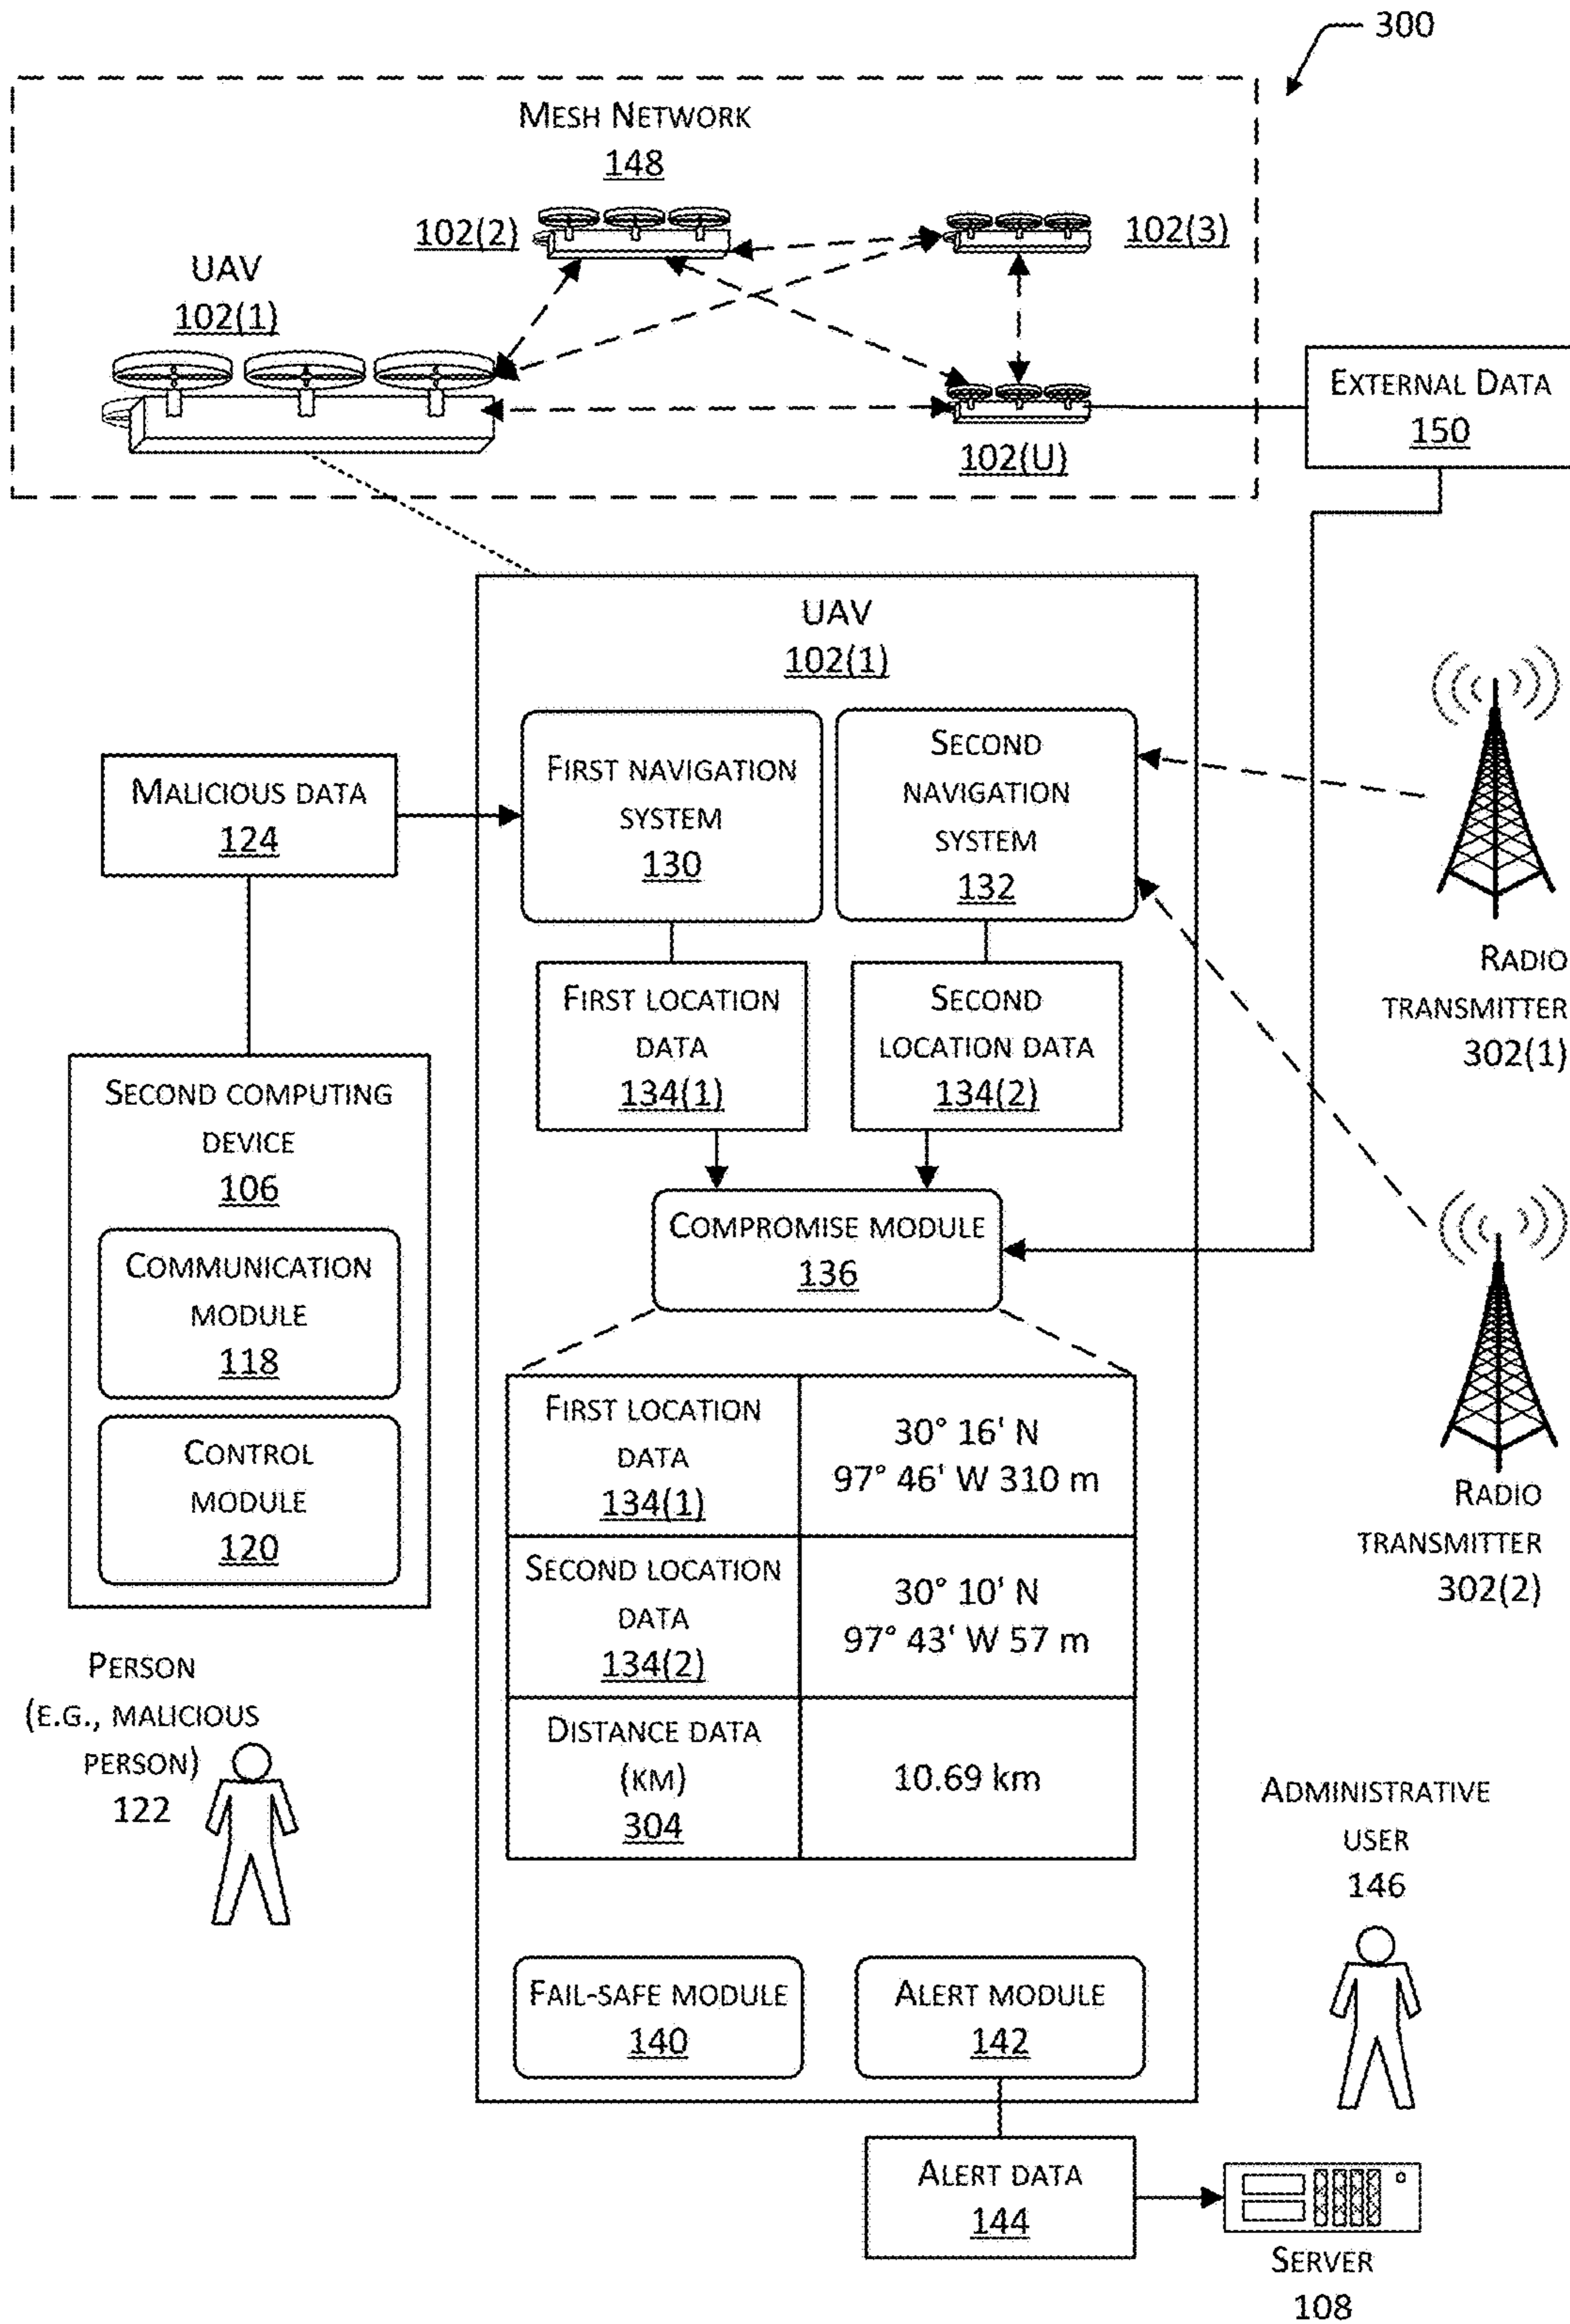 300
MESH NETWORK
148
102(2)
102(3)
UAV
102(1)
102(U)
EXTERNAL DATA
150
UAV
102(1)
FIRST NAVIGATION
SYSTEM
130
SECOND
NAVIGATION
SYSTEM
132
MALICIOUS DATA
124
RADIO
TRANSMITTER
302(1)
FIRST LOCATION
DATA
134(1)
SECOND
LOCATION DATA
134(2)
SECOND COMPUTING
DEVICE
106
COMMUNICATION
MODULE
118
CONTROL
MODULE
120
COMPROMISE MODULE
136
FIRST LOCATION
DATA
134(1)
30° 16' N
97° 46' W 310 m
SECOND LOCATION
DATA
134(2)
30° 10' N
97° 43' W 57 m
DISTANCE DATA
(KM)
304
10.69 km
RADIO
TRANSMITTER
302(2)
PERSON
(E.G., MALICIOUS
PERSON)
122
ADMINISTRATIVE
USER
146
FAIL-SAFE MODULE
140
ALERT MODULE
142
ALERT DATA
144
SERVER
108